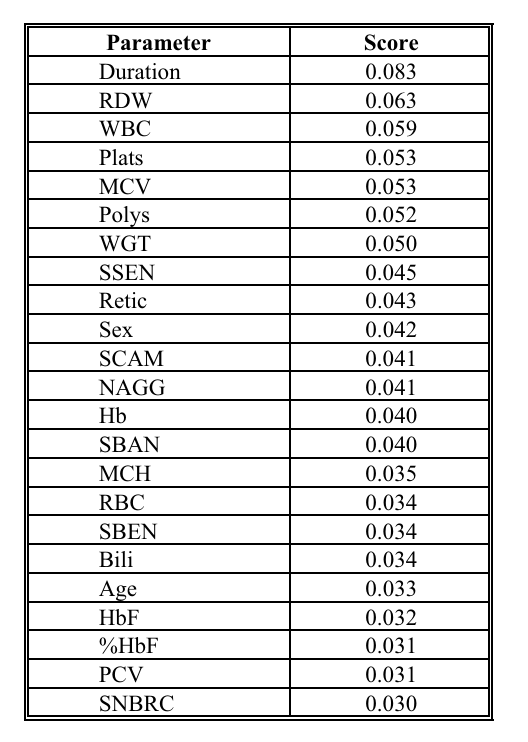 Parameter Score
Duration 0.083
RDW 0.063
WBC 0.059
Plats 0.053
MCV 0.053
Polys 0.052
WGT 0.050
SSEN 0.045
Retic 0.043
Sex 0.042
SCAM 0.041
NAGG 0.041
Hb 0.040
SBAN 0.040
MCH 0.035
RBC 0.034
SBEN 0.034
Bili 0.034
Age 0.033
HbF 0.032
%HbF 0.031
PCV 0.031
SNBRC 0.030